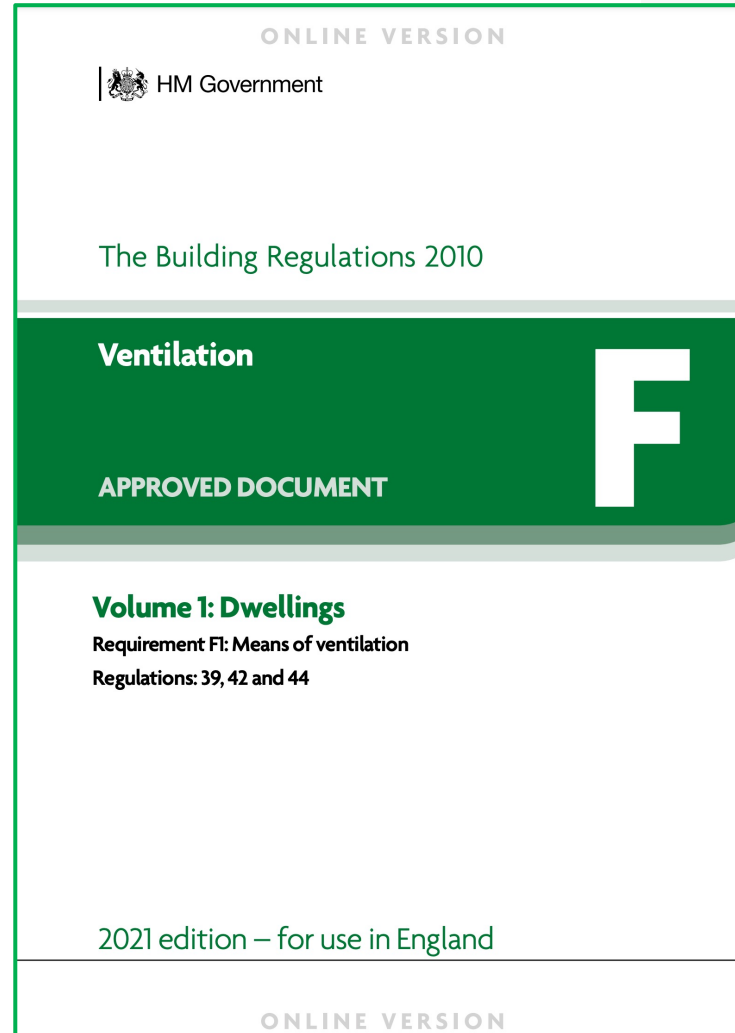 ONLINE VERSION
HM Government
The Building Regulations 2010
Ventilation
F
APPROVED DOCUMENT
Volume 1: Dwellings
Requirement F1: Means of ventilation
Regulations: 39, 42 and 44
2021 edition – for use in England
ONLINE VERSION